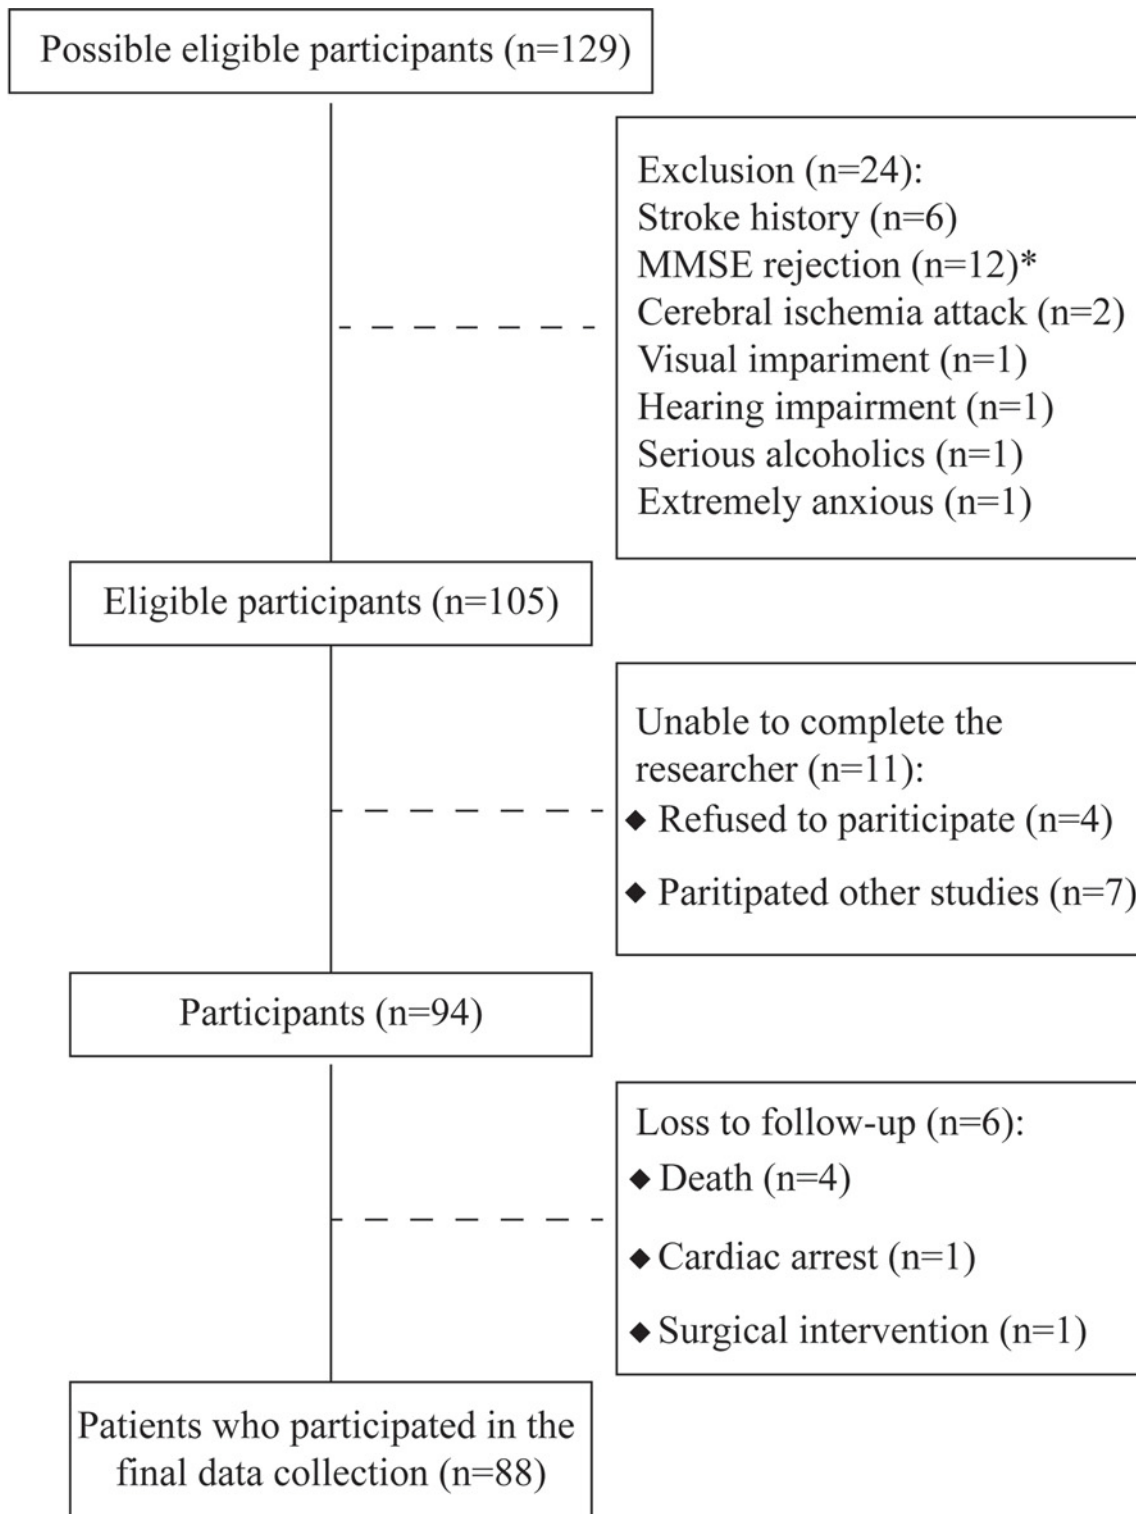 Possible eligible participants (n=129)
Exclusion (n=24):
Stroke history (n=6)
MMSE rejection (n=12)*
Cerebral ischemia attack (n=2)
Visual impariment (n=1)
Hearing impairment (n=1)
Serious alcoholics (n=1)
Extremely anxious (n=1)
Eligible participants (n=105)
Unable to complete the
researcher (n=11):
◆ Refused to pariticipate (n=4)
◆ Paritipated other studies (n=7)
Participants (n=94)
Loss to follow-up (n=6):
◆ Death (n=4)
◆ Cardiac arrest (n=1)
◆ Surgical intervention (n=1)
Patients who participated in the
final data collection (n=88)